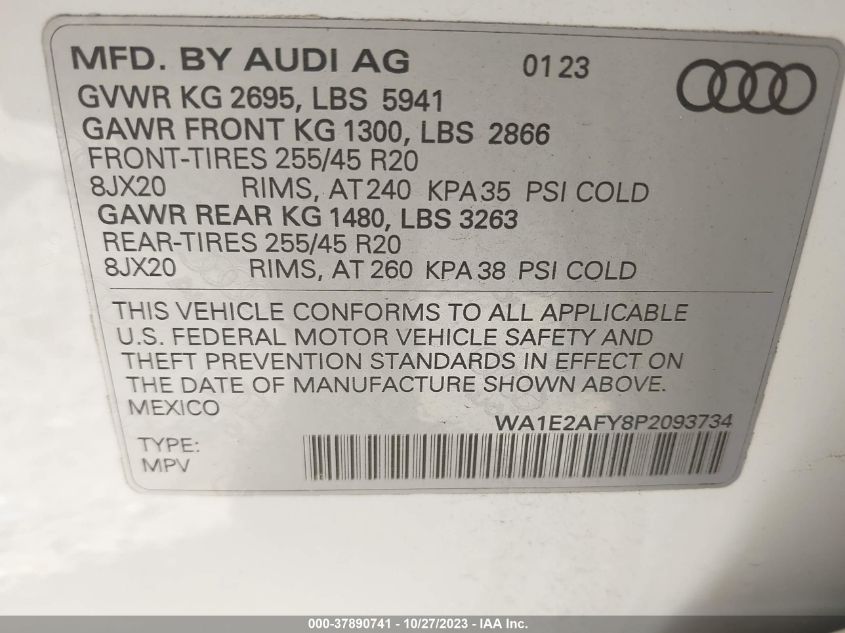 MFD. BY AUDI AG 01 23
GVWR KG 2695, LBS 5941
GAWR FRONT KG 1300, LBS 2866
FRONT-TIRES 255/45 R20
8JX20 RIMS, AT 240 KPA 35 PSI COLD
GAWR REAR KG 1480, LBS 3263
REAR-TIRES 255/45 R20
8JX20 RIMS, AT 260 KPA 38 PSI COLD
THIS VEHICLE CONFORMS TO ALL APPLICABLE
U.S. FEDERAL MOTOR VEHICLE SAFETY AND
THEFT PREVENTION STANDARDS IN EFFECT ON
THE DATE OF MANUFACTURE SHOWN ABOVE.
MEXICO
WA1E2AFY8P2093734
TYPE:
MPV
000-37890741 - 10/27/2023 - IAA Inc.